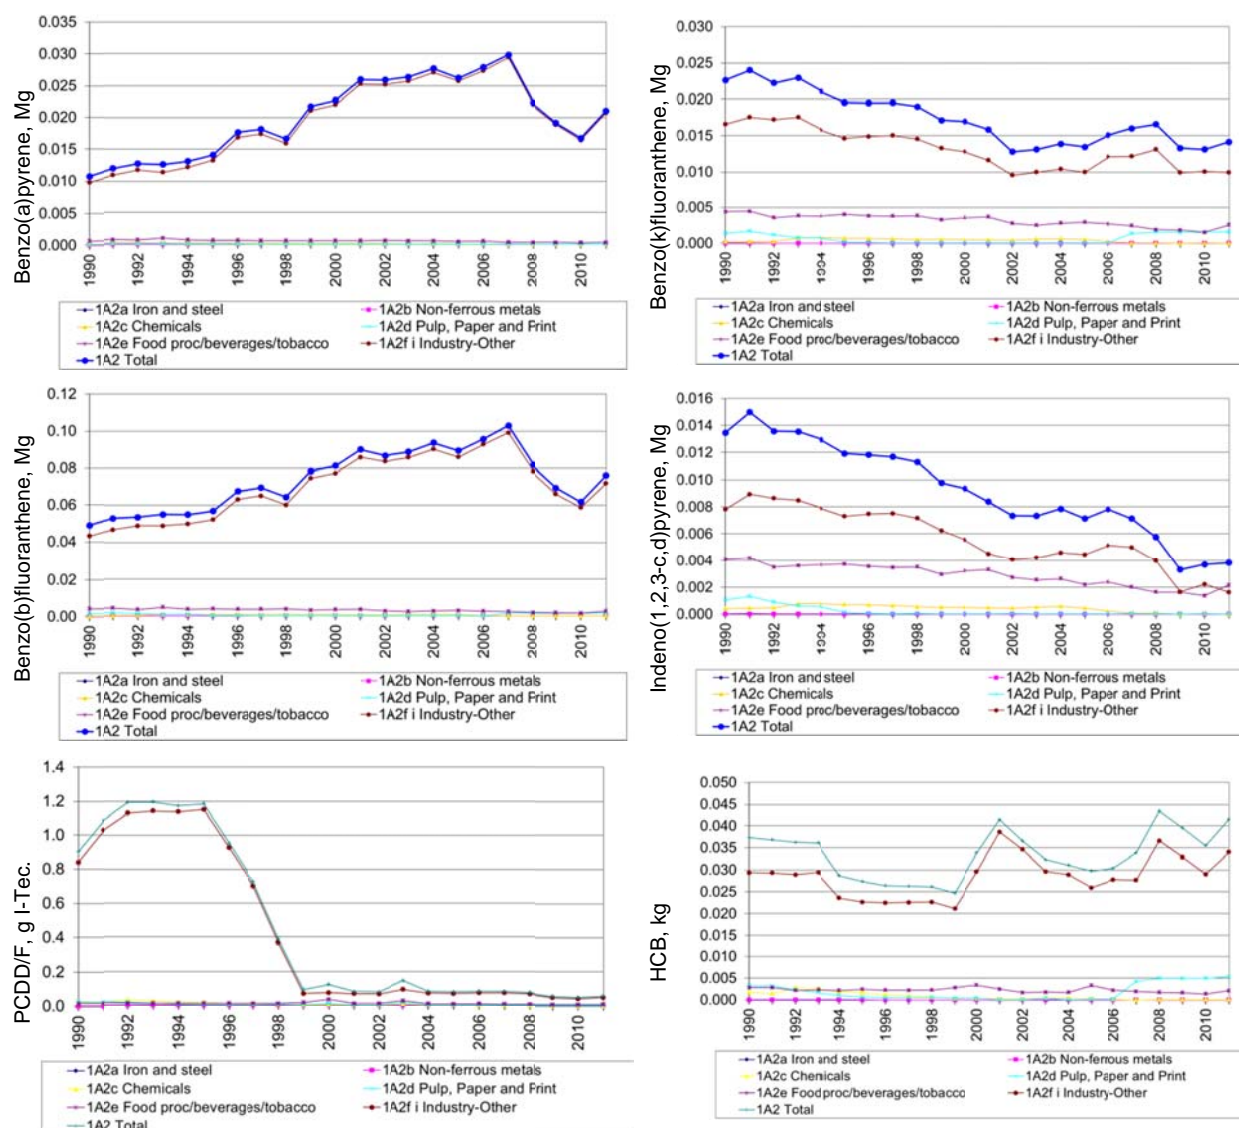 Benzo(a)pyrene, Mg
0.035
0.030
0.025
0.020
0.015
0.010
0.005
0.000
1990 1992 1994 1996 1998 2000 2002 2004 2006 2008 2010
1A2a Iron and steel 1A2b Non-ferrous metals
1A2c Chemicals 1A2d Pulp, Paper and Print
1A2e Food proc/beverages/tobacco 1A2f i Industry-Other
1A2 Total
Benzo(k)fluoranthene, Mg
0.030
0.025
0.020
0.015
0.010
0.005
0.000
1990 1992 1994 1996 1998 2000 2002 2004 2006 2008 2010
1A2a Iron and steel 1A2b Non-ferrous metals
1A2c Chemicals 1A2d Pulp, Paper and Print
1A2e Food proc/beverages/tobacco 1A2f i Industry-Other
1A2 Total
Benzo(b)fluoranthene, Mg
0.12
0.10
0.08
0.06
0.04
0.02
0.00
1990 1992 1994 1996 1998 2000 2002 2004 2006 2008 2010
1A2a Iron and steel 1A2b Non-ferrous metals
1A2c Chemicals 1A2d Pulp, Paper and Print
1A2e Food proc/beverages/tobacco 1A2f i Industry-Other
1A2 Total
Indeno(1,2,3-c,d)pyrene, Mg
0.016
0.014
0.012
0.010
0.008
0.006
0.004
0.002
0.000
1990 1992 1994 1996 1998 2000 2002 2004 2006 2008 2010
1A2a Iron and steel 1A2b Non-ferrous metals
1A2c Chemicals 1A2d Pulp, Paper and Print
1A2e Food proc/beverages/tobacco 1A2f i Industry-Other
1A2 Total
PCDD/F, g I-Tec.
1.4
1.2
1.0
0.8
0.6
0.4
0.2
0.0
1990 1992 1994 1996 1998 2000 2002 2004 2006 2008 2010
1A2a Iron and steel 1A2b Non-ferrous metals
1A2c Chemicals 1A2d Pulp, Paper and Print
1A2e Food proc/beverages/tobacco 1A2f i Industry-Other
1A2 Total
HCB, kg
0.050
0.045
0.040
0.035
0.030
0.025
0.020
0.015
0.010
0.005
0.000
1990 1992 1994 1996 1998 2000 2002 2004 2006 2008 2010
1A2a Iron and steel 1A2b Non-ferrous metals
1A2c Chemicals 1A2d Pulp, Paper and Print
1A2e Foodproc/beverages/tobacco 1A2f i Industry-Other
1A2 Total